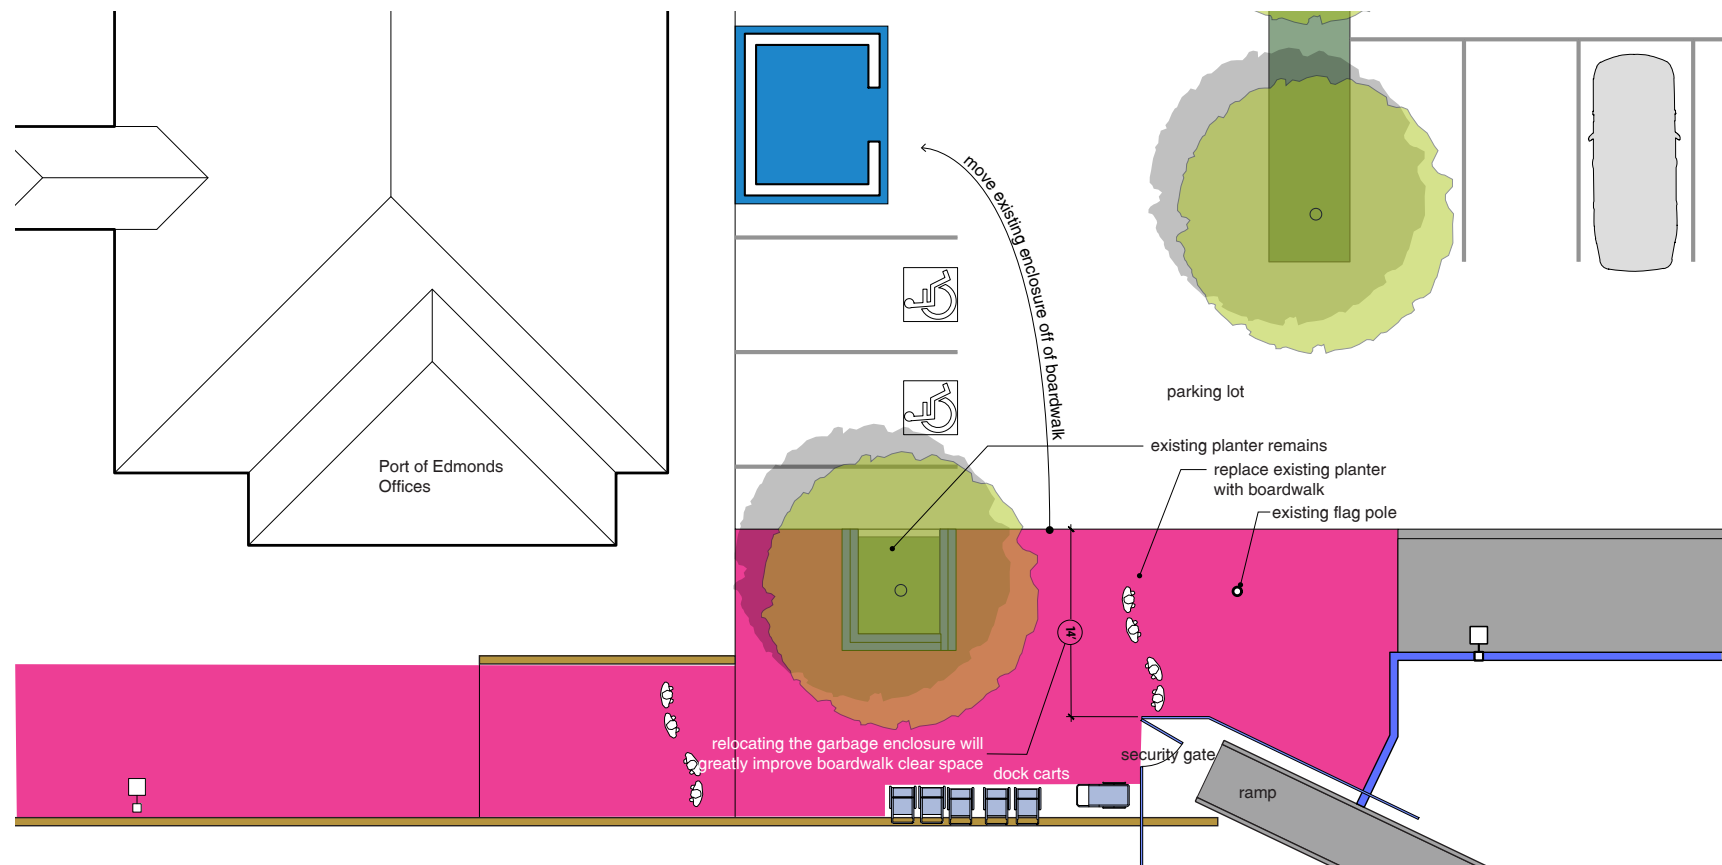 move existing enclosure off of boardwalk
parking lot
existing planter remains
replace existing planter
with boardwalk
existing flag pole
Port of Edmonds
Offices
14'
relocating the garbage enclosure will
greatly improve boardwalk clear space
security gate
dock carts
ramp